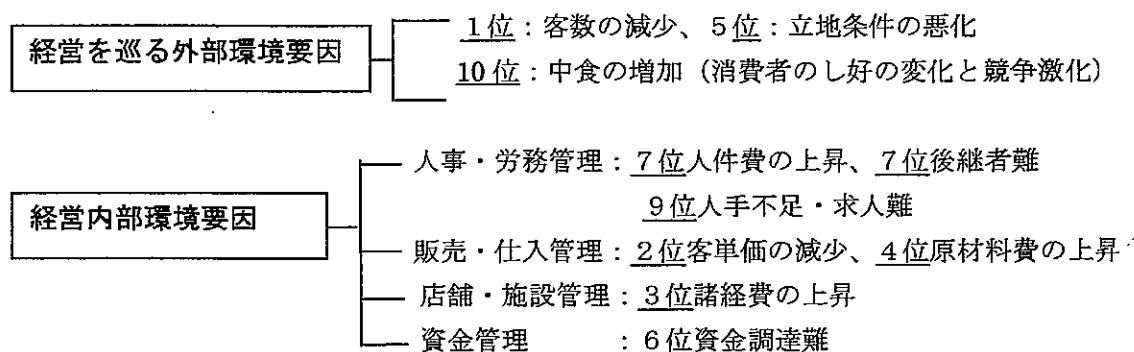 経営を巡る外部環境要因
１位：客数の減少、５位：立地条件の悪化
10位：中食の増加（消費者のし好の変化と競争激化）
経営内部環境要因
人事・労務管理：７位人件費の上昇、７位後継者難
９位人手不足・求人難
販売・仕入管理：２位客単価の減少、４位原材料費の上昇
店舗・施設管理：３位諸経費の上昇
資金管理　　　：６位資金調達難